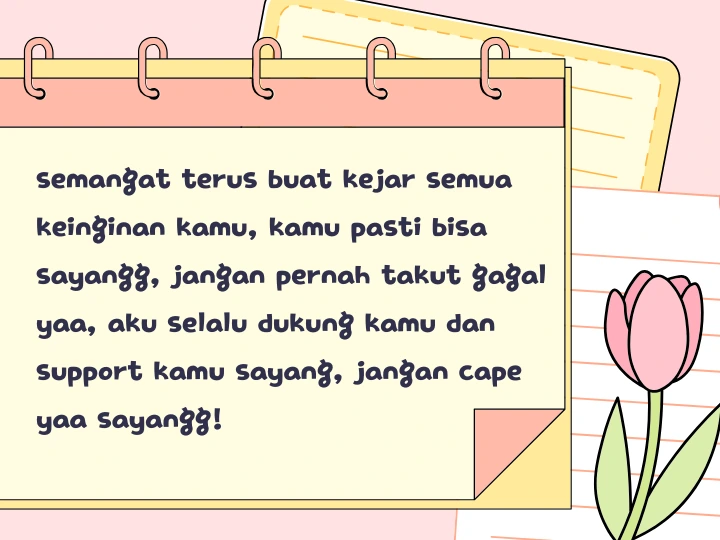 semangat terus buat kejar semua
keinginan kamu, kamu pasti bisa
sayangg, jangan pernah takut gagal
yaa, aku selalu dukung kamu dan
support kamu sayang, jangan cape
yaa sayangg!